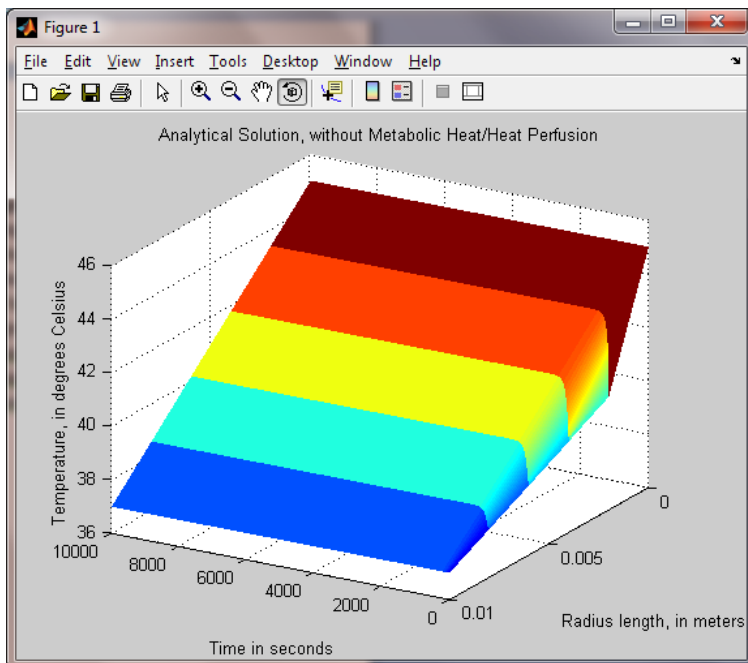 Figure 1
File Edit View Insert Tools Desktop Window Help
Analytical Solution, without Metabolic Heat/Heat Perfusion
Temperature, in degrees Celsius
46
44
42
40
38
36
10000
8000
6000
4000
2000
0
Time in seconds
0.01
0.005
0
Radius length, in meters